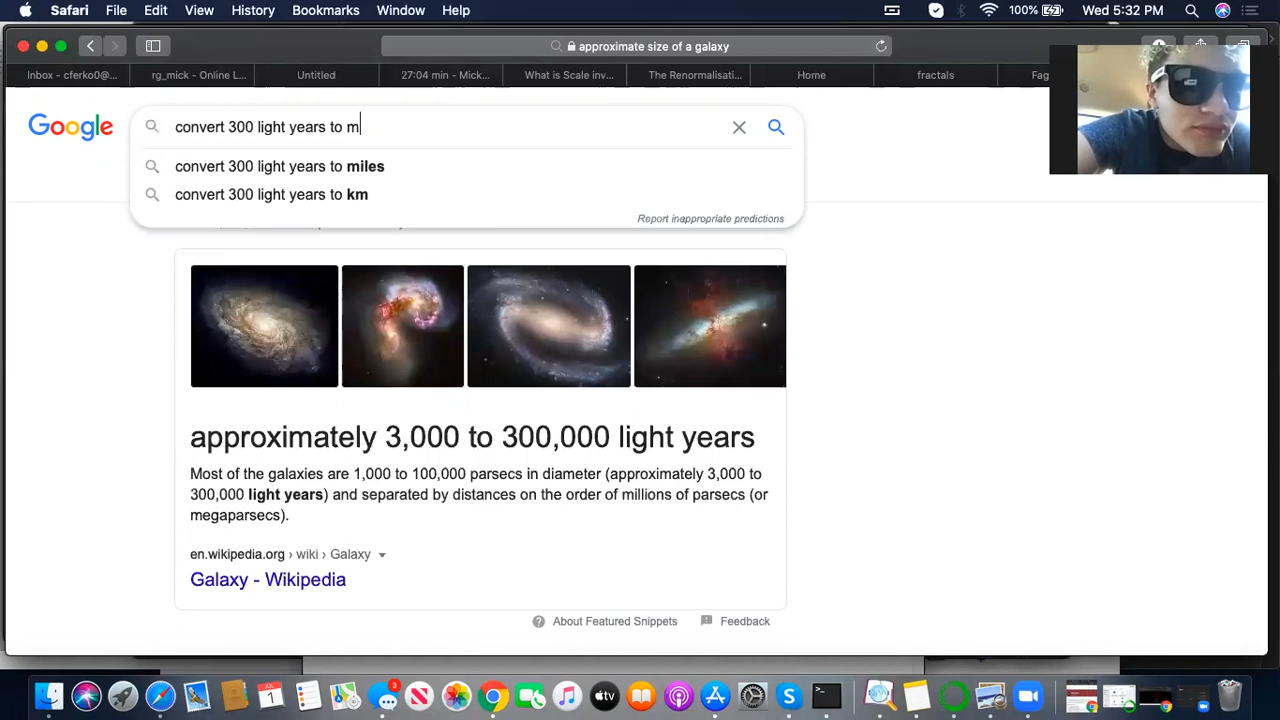 Safari File Edit View History Bookmarks Window Help 100% Wed 5:32 PM
approximate size of a galaxy
Inbox - cferko0@... rg_mick - Online L... Untitled 27:04 min - Mick... What is Scale inv... The Renormalisati... Home fractals Fag
Google
convert 300 light years to m
convert 300 light years to miles
convert 300 light years to km
Report inappropriate predictions
approximately 3,000 to 300,000 light years
Most of the galaxies are 1,000 to 100,000 parsecs in diameter (approximately 3,000 to
300,000 light years) and separated by distances on the order of millions of parsecs (or
megaparsecs).
en.wikipedia.org › wiki › Galaxy
Galaxy - Wikipedia
About Featured Snippets Feedback
JUL
1
3
tv